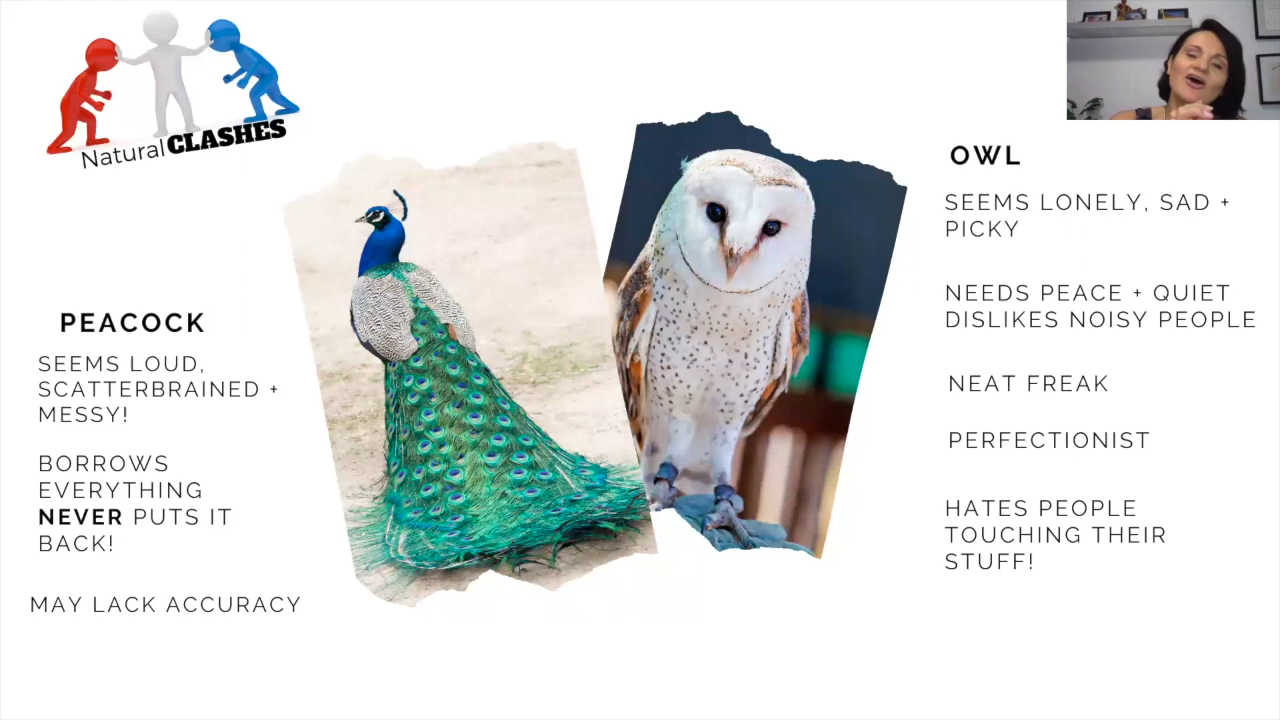 Natural CLASHES
PEACOCK
SEEMS LOUD,
SCATTERBRAINED +
MESSY!
BORROWS
EVERYTHING
NEVER PUTS IT
BACK!
MAY LACK ACCURACY
OWL
SEEMS LONELY, SAD +
PICKY
NEEDS PEACE + QUIET
DISLIKES NOISY PEOPLE
NEAT FREAK
PERFECTIONIST
HATES PEOPLE
TOUCHING THEIR
STUFF!